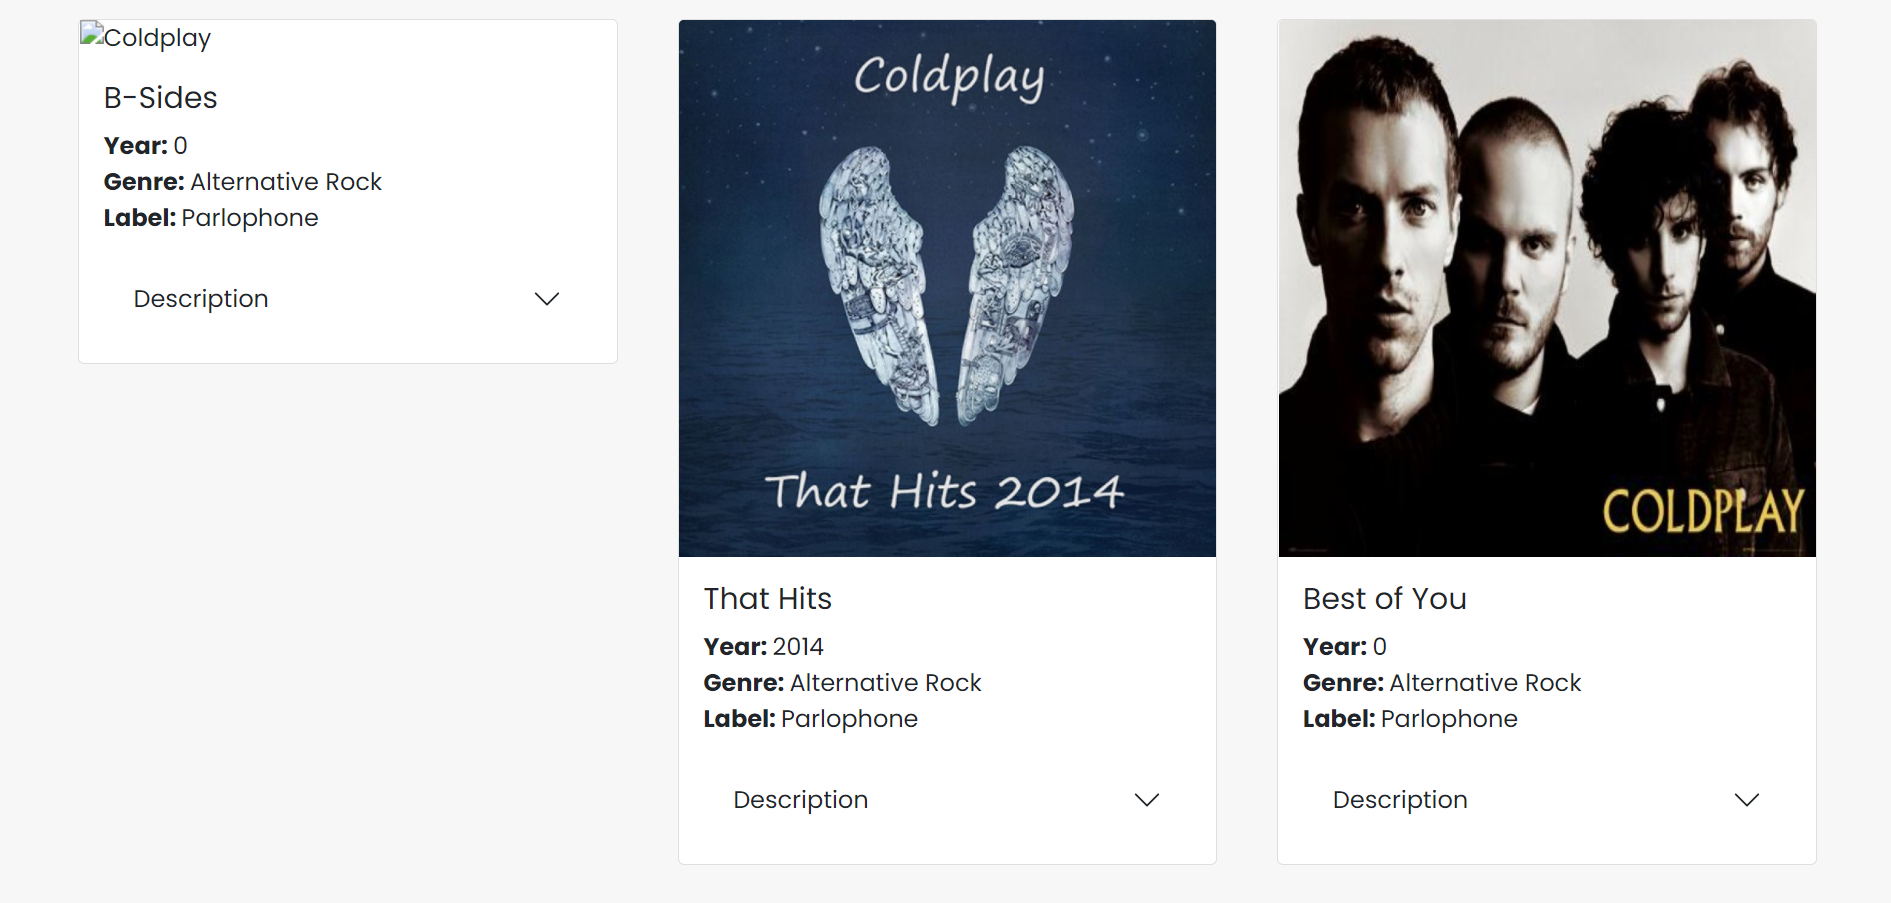 Coldplay
B-Sides
Year: 0
Genre: Alternative Rock
Label: Parlophone
Description
Coldplay
That Hits 2014
That Hits
Year: 2014
Genre: Alternative Rock
Label: Parlophone
Description
COLDPLAY
Best of You
Year: 0
Genre: Alternative Rock
Label: Parlophone
Description